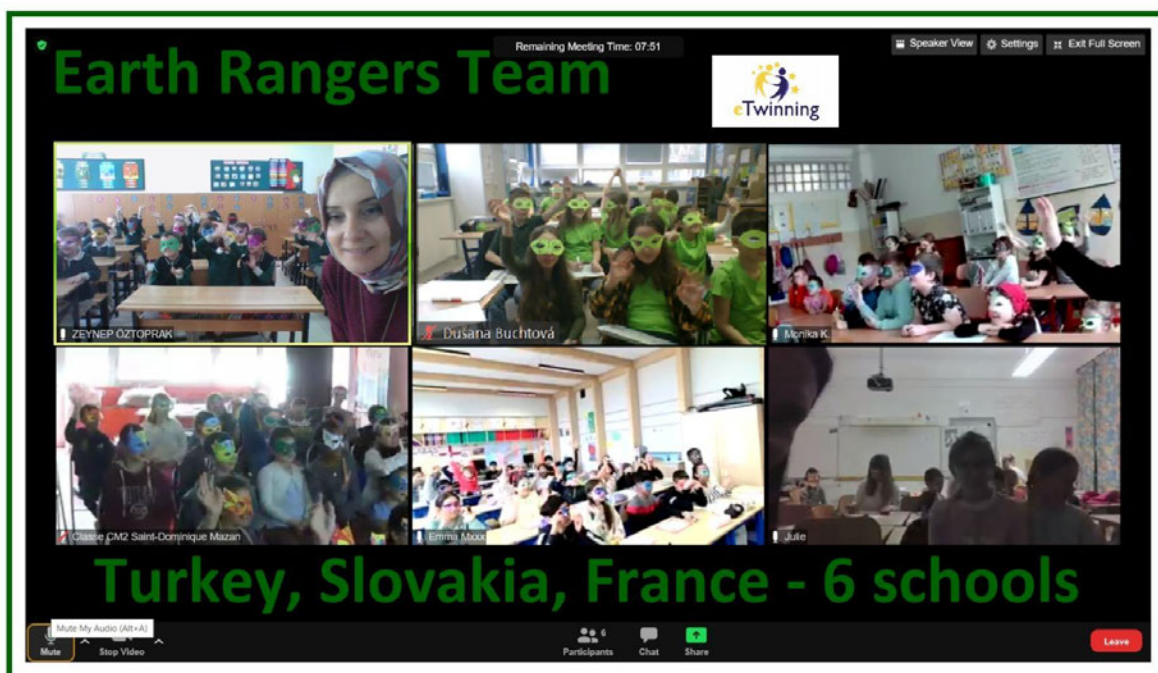 Remaining Meeting Time: 07:51
Speaker View
Settings
Exit Full Screen
Earth Rangers Team
eTwinning
ZEYNEP ÖZTOPRAK
Dušana Buchtová
Monika K.
Classe CM2 Saint-Dominique Mazan
Emma Mxxx
Julie
Turkey, Slovakia, France - 6 schools
Mute My Audio (Alt+A)
Mute
Stop Video
6
Participants
Chat
Share
Leave